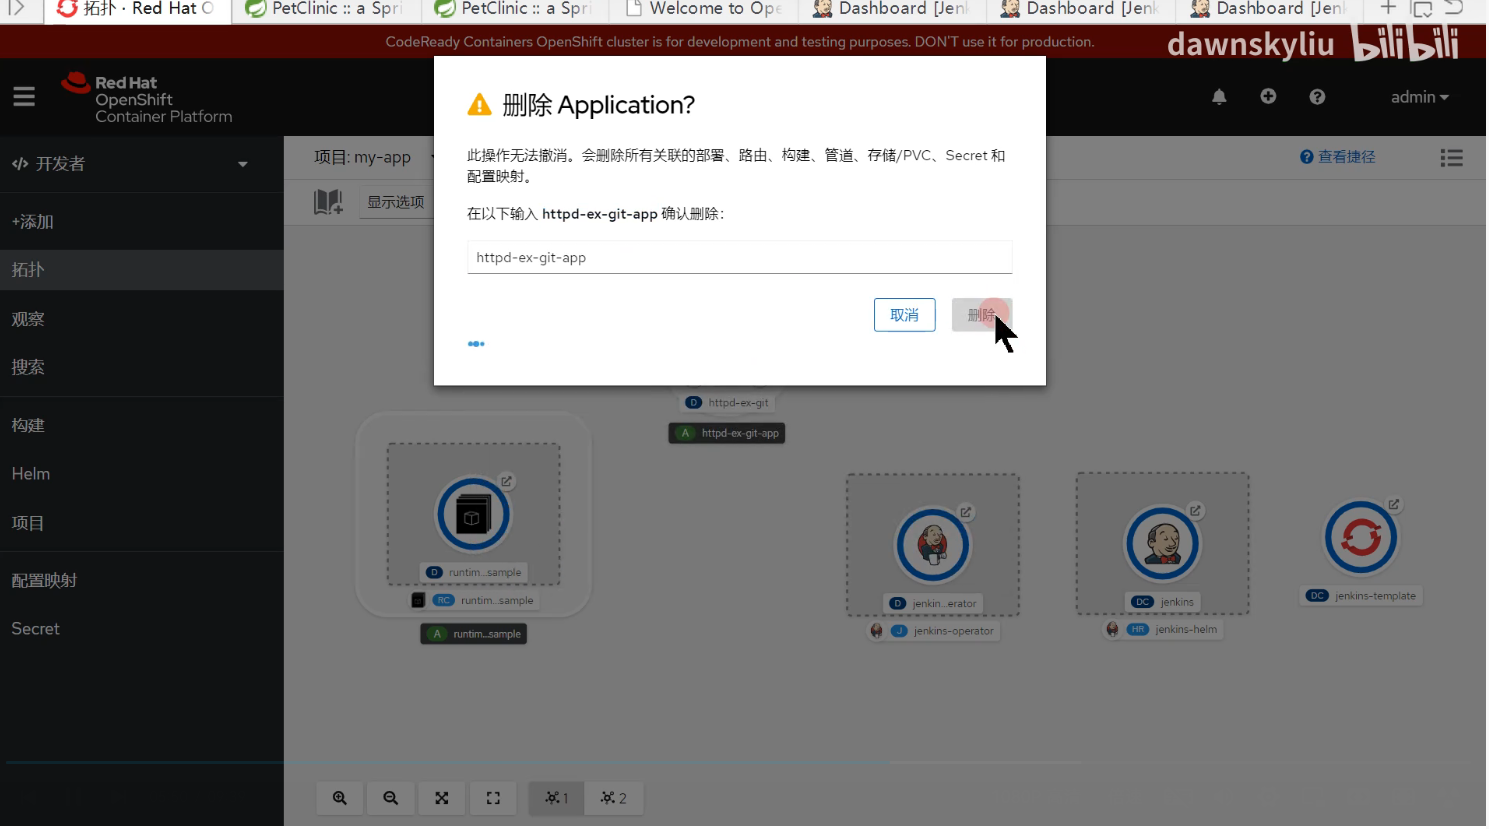 拓扑 · Red Hat O
PetClinic :: a Spri
PetClinic :: a Spri
Welcome to Ope
Dashboard [Jenk
Dashboard [Jenk
Dashboard [Jenk
CodeReady Containers OpenShift cluster is for development and testing purposes. DON'T use it for production.
dawnskyliu bilibili
Red Hat
OpenShift
Container Platform
admin
删除 Application?
此操作无法撤消。会删除所有关联的部署、路由、构建、管道、存储/PVC、Secret 和
配置映射。
在以下输入 httpd-ex-git-app 确认删除：
httpd-ex-git-app
取消
删除
开发者
项目: my-app
查看捷径
+添加
显示选项
拓扑
观察
搜索
构建
Helm
项目
配置映射
Secret
D httpd-ex-git
A httpd-ex-git-app
D runtim...sample
RC runtim...sample
A runtim...sample
D jenkin...erator
J jenkins-operator
DC jenkins
HR jenkins-helm
DC jenkins-template
1
2